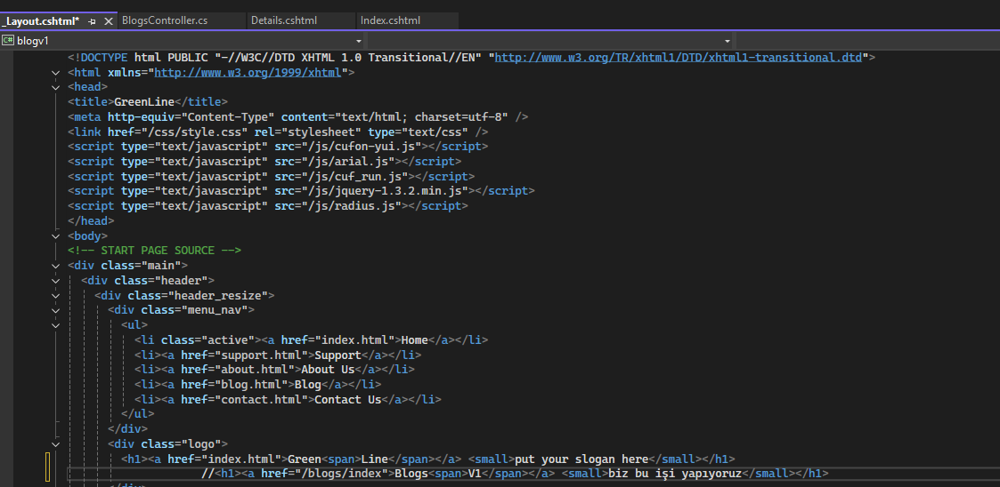 _Layout.cshtml*
BlogsController.cs
Details.cshtml
Index.cshtml
C# blogv1
<!DOCTYPE html PUBLIC "-//W3C//DTD XHTML 1.0 Transitional//EN" "http://www.w3.org/TR/xhtml1/DTD/xhtml1-transitional.dtd">
<html xmlns="http://www.w3.org/1999/xhtml">
<head>
<title>GreenLine</title>
<meta http-equiv="Content-Type" content="text/html; charset=utf-8" />
<link href="/css/style.css" rel="stylesheet" type="text/css" />
<script type="text/javascript" src="/js/cufon-yui.js"></script>
<script type="text/javascript" src="/js/arial.js"></script>
<script type="text/javascript" src="/js/cuf_run.js"></script>
<script type="text/javascript" src="/js/jquery-1.3.2.min.js"></script>
<script type="text/javascript" src="/js/radius.js"></script>
</head>
<body>
<!-- START PAGE SOURCE -->
<div class="main">
<div class="header">
<div class="header_resize">
<div class="menu_nav">
<ul>
<li class="active"><a href="index.html">Home</a></li>
<li><a href="support.html">Support</a></li>
<li><a href="about.html">About Us</a></li>
<li><a href="blog.html">Blog</a></li>
<li><a href="contact.html">Contact Us</a></li>
</ul>
</div>
<div class="logo">
<h1><a href="index.html">Green<span>Line</span></a> <small>put your slogan here</small></h1>
//<h1><a href="/blogs/index">Blogs<span>V1</span></a> <small>biz bu işi yapıyoruz</small></h1>